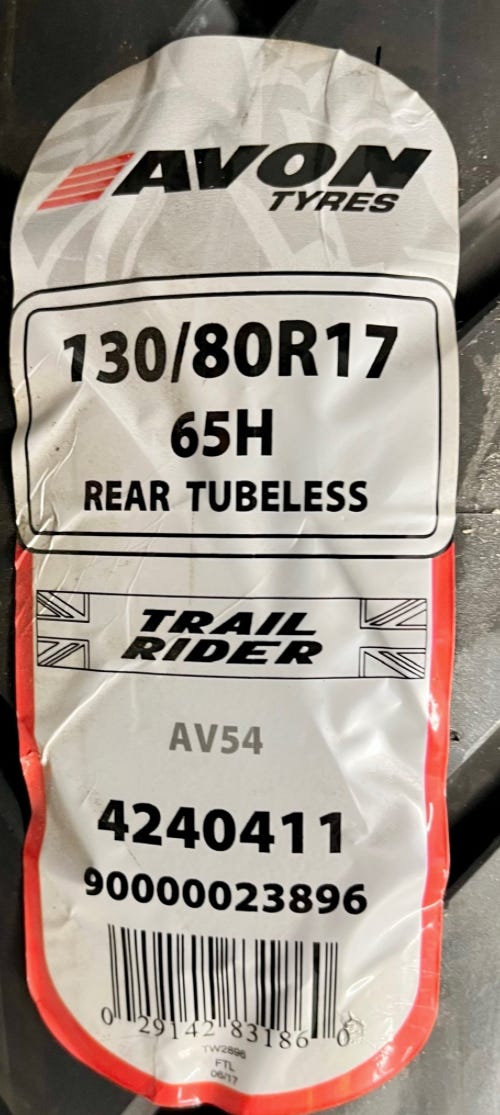 AVON
TYRES
130/80R17
65H
REAR TUBELESS
TRAIL
RIDER
AV54
4240411
90000023896
0 29142 83186 0
TW2896
FTL
06/17